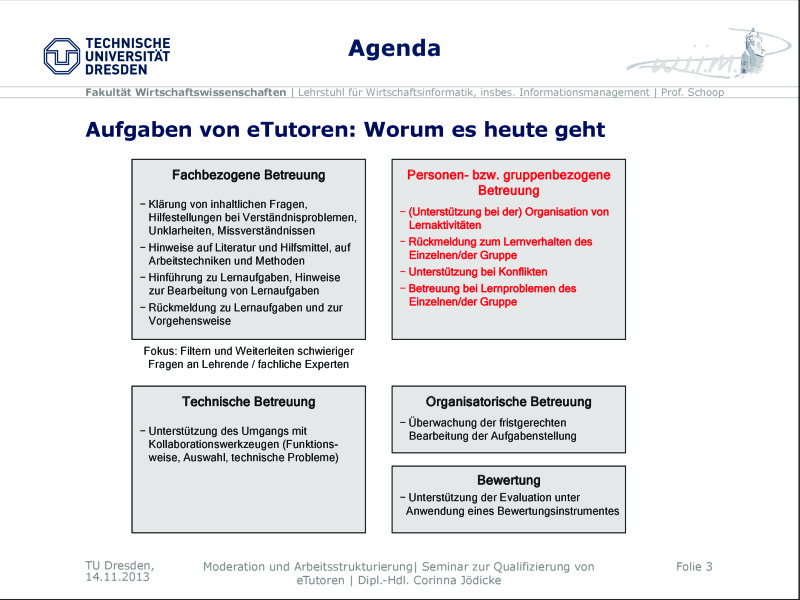 TECHNISCHE
UNIVERSITÄT
DRESDEN
Agenda
w.i.i.M.
Fakultät Wirtschaftswissenschaften | Lehrstuhl für Wirtschaftsinformatik, insbes. Informationsmanagement | Prof. Schoop
Aufgaben von eTutoren: Worum es heute geht
Fachbezogene Betreuung
– Klärung von inhaltlichen Fragen,
Hilfestellungen bei Verständnisproblemen,
Unklarheiten, Missverständnissen
– Hinweise auf Literatur und Hilfsmittel, auf
Arbeitstechniken und Methoden
– Hinführung zu Lernaufgaben, Hinweise
zur Bearbeitung von Lernaufgaben
– Rückmeldung zu Lernaufgaben und zur
Vorgehensweise
Fokus: Filtern und Weiterleiten schwieriger
Fragen an Lehrende / fachliche Experten
Personen- bzw. gruppenbezogene
Betreuung
– (Unterstützung bei der) Organisation von
Lernaktivitäten
– Rückmeldung zum Lernverhalten des
Einzelnen/der Gruppe
– Unterstützung bei Konflikten
– Betreuung bei Lernproblemen des
Einzelnen/der Gruppe
Technische Betreuung
– Unterstützung des Umgangs mit
Kollaborationswerkzeugen (Funktions-
weise, Auswahl, technische Probleme)
Organisatorische Betreuung
– Überwachung der fristgerechten
Bearbeitung der Aufgabenstellung
Bewertung
– Unterstützung der Evaluation unter
Anwendung eines Bewertungsinstrumentes
TU Dresden,
14.11.2013
Moderation und Arbeitsstrukturierung| Seminar zur Qualifizierung von
eTutoren | Dipl.-Hdl. Corinna Jödicke
Folie 3